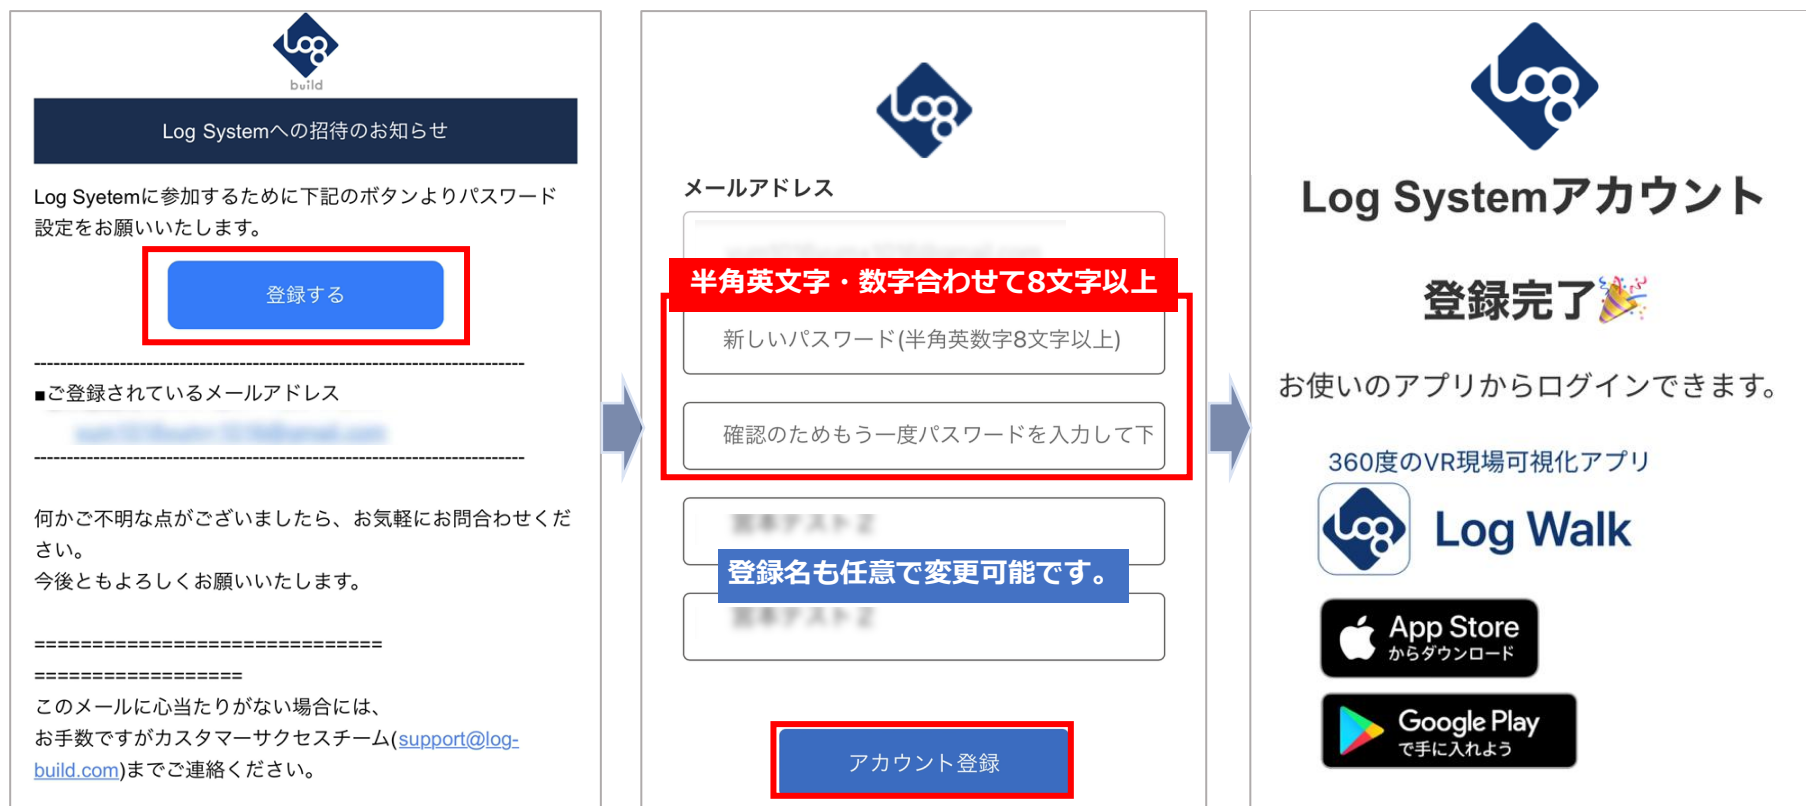 Log
build
Log Systemへの招待のお知らせ
Log Syetemに参加するために下記のボタンよりパスワード
設定をお願いいたします。
登録する
--------------------------------------------------------------------------------
■ご登録されているメールアドレス
--------------------------------------------------------------------------------
何かご不明な点がございましたら、お気軽にお問合わせくだ
さい。
今後ともよろしくお願いいたします。
==============================
==================
このメールに心当たりがない場合には、
お手数ですがカスタマーサクセスチーム(support@log-
build.com)までご連絡ください。
Log
メールアドレス
半角英文字・数字合わせて8文字以上
新しいパスワード(半角英数字8文字以上)
確認のためもう一度パスワードを入力して下
登録名も任意で変更可能です。
アカウント登録
Log
Log Systemアカウント
登録完了🎉
お使いのアプリからログインできます。
360度のVR現場可視化アプリ
Log
Log Walk
App Store
からダウンロード
Google Play
で手に入れよう